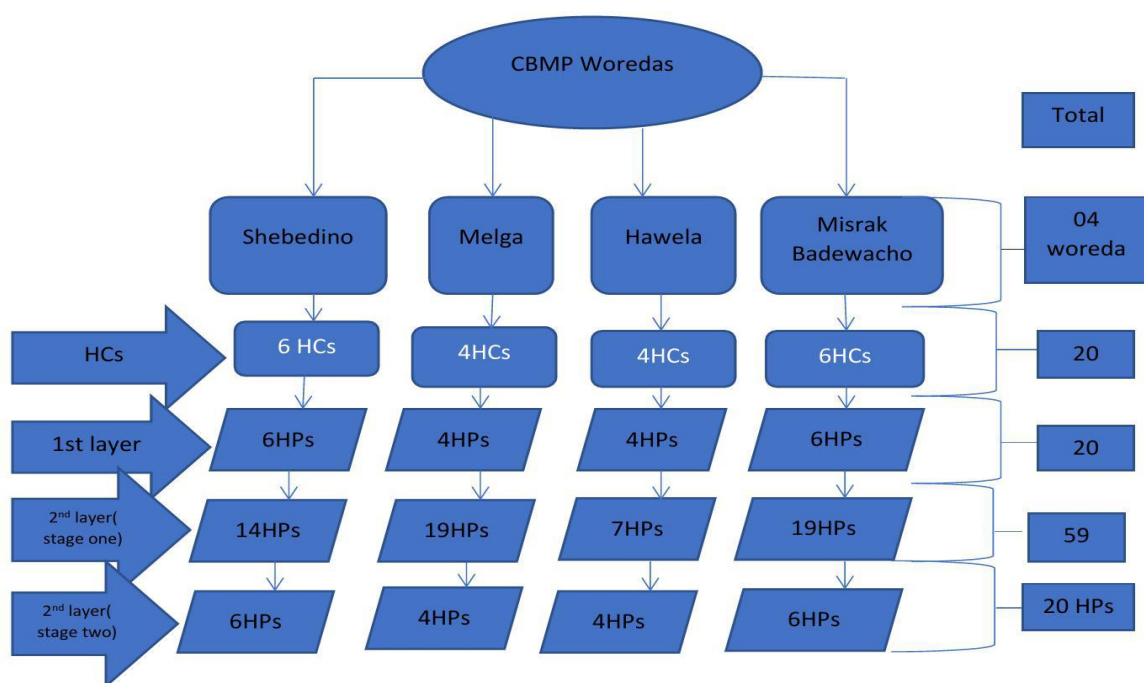 CBMP Woredas
Total
Shebedino
Melga
Hawela
Misrak
Badewacho
04
woreda
HCs
6 HCs
4HCs
4HCs
6HCs
20
1st layer
6HPs
4HPs
4HPs
6HPs
20
2nd layer(
stage one)
14HPs
19HPs
7HPs
19HPs
59
2nd layer(
stage two)
6HPs
4HPs
4HPs
6HPs
20 HPs